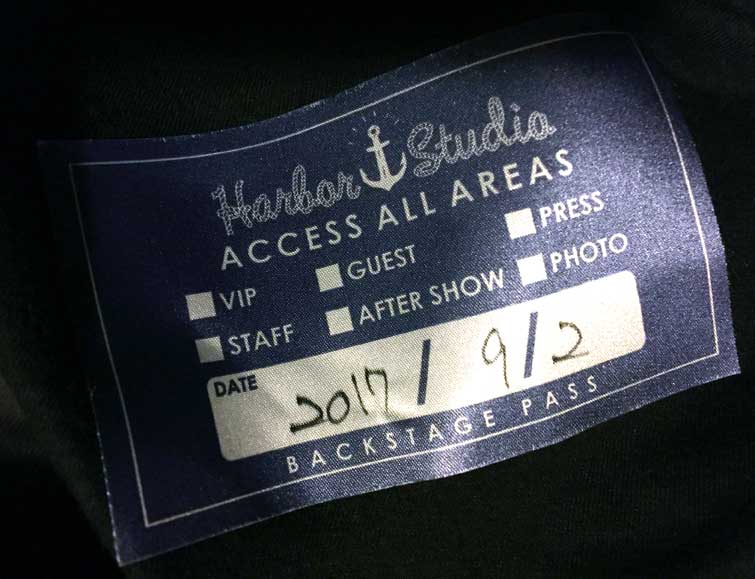 Harbor Studio
ACCESS ALL AREAS
VIP GUEST PRESS
STAFF AFTER SHOW PHOTO
DATE 2017 / 9 / 2
BACKSTAGE PASS